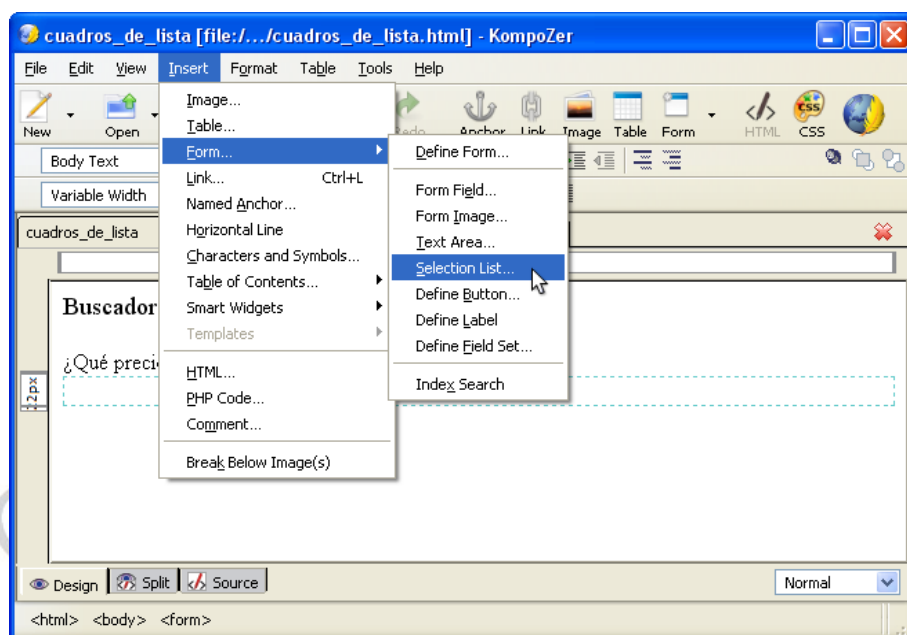 cuadros_de_lista [file:/.../cuadros_de_lista.html] - KompoZer
File Edit View Insert Format Table Tools Help
New Open Redo Anchor Link Image Table Form HTML CSS
Body Text
Variable Width
cuadros_de_lista
Image...
Table...
Form...
Link... Ctrl+L
Named Anchor...
Horizontal Line
Characters and Symbols...
Table of Contents...
Smart Widgets
Templates
HTML...
PHP Code...
Comment...
Break Below Image(s)
Define Form...
Form Field...
Form Image...
Text Area...
Selection List...
Define Button...
Define Label
Define Field Set...
Index Search
Buscador
¿Qué preci
Design Split Source Normal
<html> <body> <form>